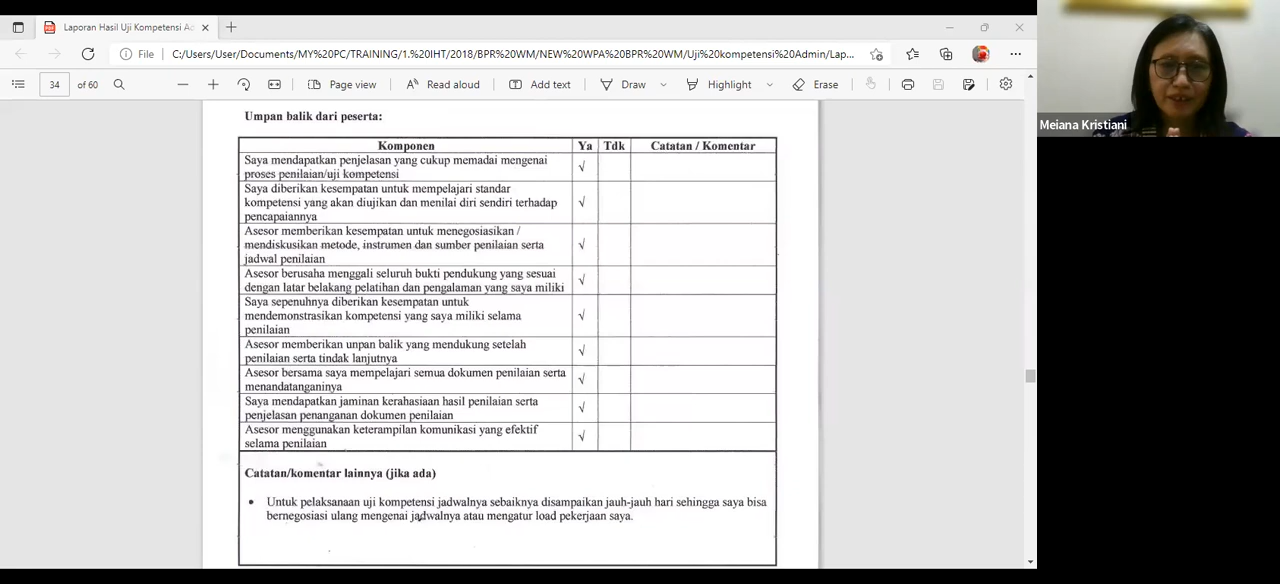 Laporan Hasil Uji Kompetensi Ad
File C:/Users/User/Documents/MY%20PC/TRAINING/1.%20IHT/2018/BPR%20WM/NEW%20WPA%20BPR%20WM/Uji%20kompetensi%20Admin/Lap...
34 of 60 Page view Read aloud Add text Draw Highlight Erase
Meiana Kristiani
Umpan balik dari peserta:
Komponen Ya Tdk Catatan / Komentar
Saya mendapatkan penjelasan yang cukup memadai mengenai
proses penilaian/uji kompetensi √
Saya diberikan kesempatan untuk mempelajari standar
kompetensi yang akan diujikan dan menilai diri sendiri terhadap √
pencapaiannya
Asesor memberikan kesempatan untuk menegosiasikan /
mendiskusikan metode, instrumen dan sumber penilaian serta √
jadwal penilaian
Asesor berusaha menggali seluruh bukti pendukung yang sesuai
dengan latar belakang pelatihan dan pengalaman yang saya miliki √
Saya sepenuhnya diberikan kesempatan untuk
mendemonstrasikan kompetensi yang saya miliki selama √
penilaian
Asesor memberikan unpan balik yang mendukung setelah
penilaian serta tindak lanjutnya √
Asesor bersama saya mempelajari semua dokumen penilaian serta
menandatanganinya √
Saya mendapatkan jaminan kerahasiaan hasil penilaian serta
penjelasan penanganan dokumen penilaian √
Asesor menggunakan keterampilan komunikasi yang efektif
selama penilaian √
Catatan/komentar lainnya (jika ada)
• Untuk pelaksanaan uji kompetensi jadwalnya sebaiknya disampaikan jauh-jauh hari sehingga saya bisa
bernegosiasi ulang mengenai jadwalnya atau mengatur load pekerjaan saya.